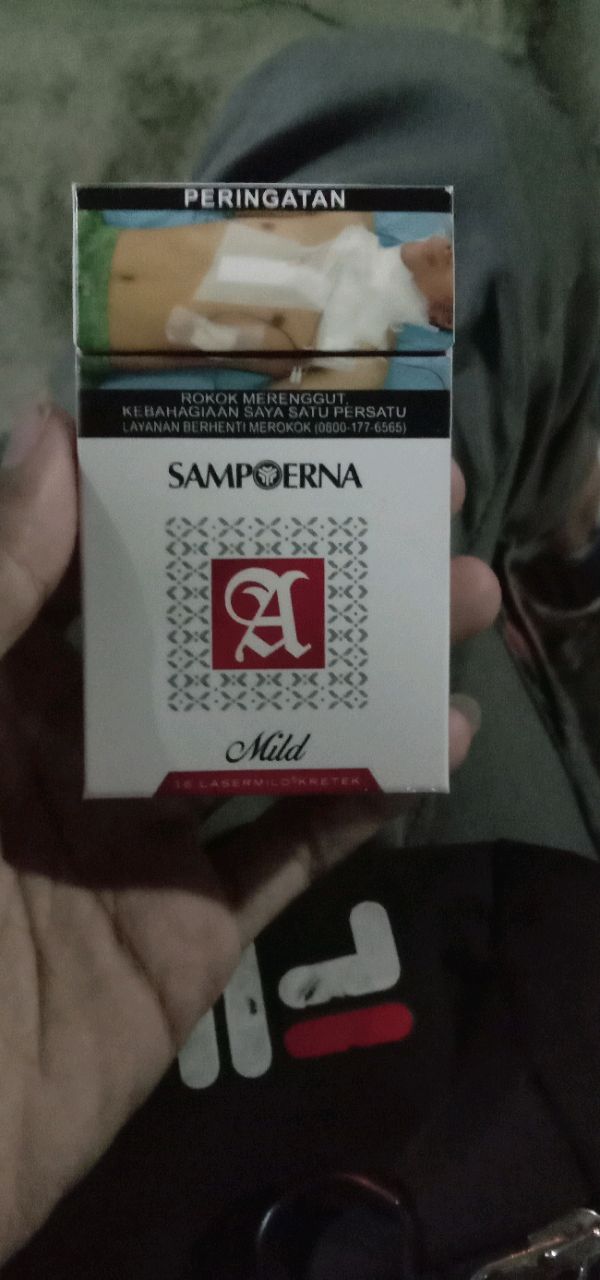 PERINGATAN
ROKOK MERENGGUT
KEBAHAGIAAN SAYA SATU PERSATU
LAYANAN BERHENTI MEROKOK (0800-177-6565)
SAMPOERNA
A
Mild
16 LASERMILD KRETEK